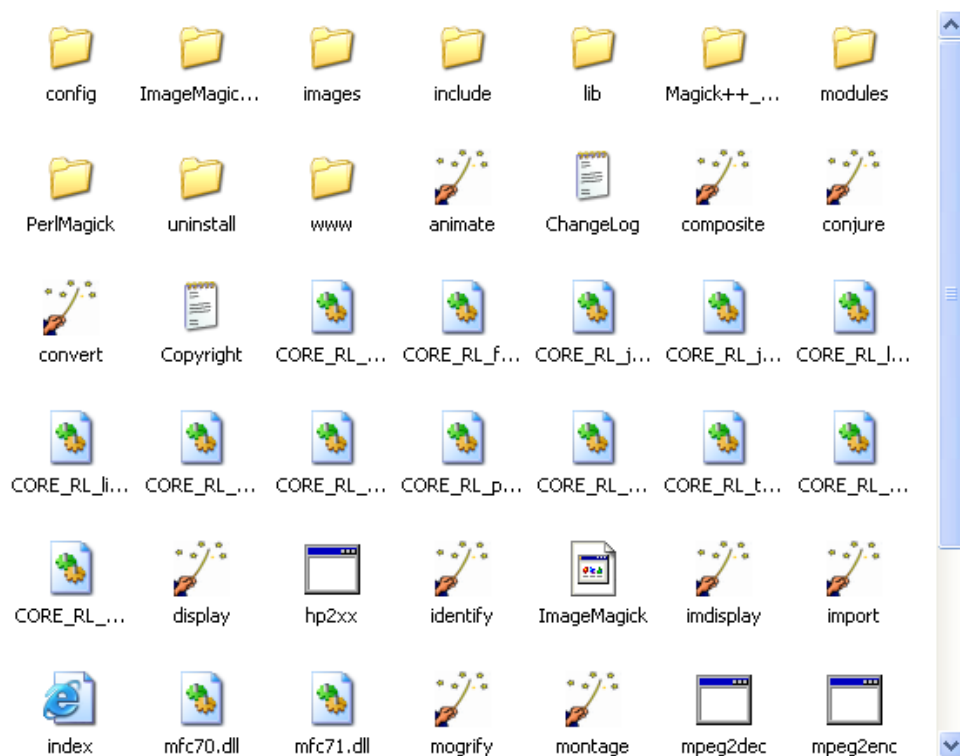 config ImageMagic... images include lib Magick++_... modules
PerlMagick uninstall www animate ChangeLog composite conjure
convert Copyright CORE_RL_... CORE_RL_f... CORE_RL_j... CORE_RL_j... CORE_RL_l...
CORE_RL_li... CORE_RL_... CORE_RL_... CORE_RL_p... CORE_RL_... CORE_RL_t... CORE_RL_...
CORE_RL_... display hp2xx identify ImageMagick imdisplay import
index mfc70.dll mfc71.dll mogrify montage mpeg2dec mpeg2enc